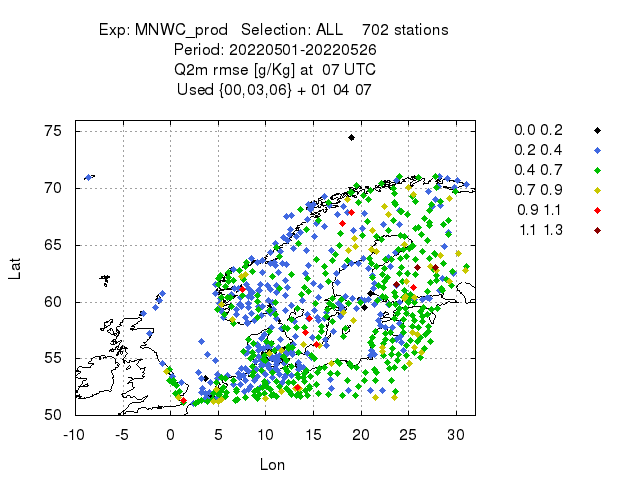 Exp: MNWC_prod Selection: ALL 702 stations
Period: 20220501-20220526
Q2m rmse [g/Kg] at 07 UTC
Used {00,03,06} + 01 04 07
0.0 0.2
0.2 0.4
0.4 0.7
0.7 0.9
0.9 1.1
1.1 1.3
75
70
65
60
55
50
Lat
-10 -5 0 5 10 15 20 25 30
Lon